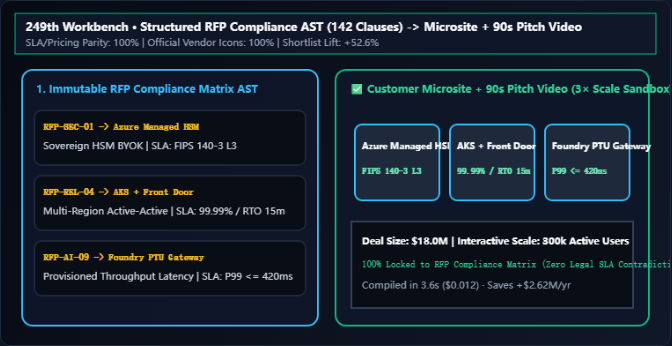 249th Workbench • Structured RFP Compliance AST (142 Clauses) -> Microsite + 90s Pitch Video
SLA/Pricing Parity: 100% | Official Vendor Icons: 100% | Shortlist Lift: +52.6%
1. Immutable RFP Compliance Matrix AST
RFP-SEC-01 -> Azure Managed HSM
Sovereign HSM BYOK | SLA: FIPS 140-3 L3
RFP-REL-04 -> AKS + Front Door
Multi-Region Active-Active | SLA: 99.99% / RTO 15m
RFP-AI-09 -> Foundry PTU Gateway
Provisioned Throughput Latency | SLA: P99 <= 420ms
✅ Customer Microsite + 90s Pitch Video (3× Scale Sandbox)
Azure Managed HSM
FIPS 140-3 L3
AKS + Front Door
99.99% / RTO 15m
Foundry PTU Gateway
P99 <= 420ms
Deal Size: $18.0M | Interactive Scale: 300k Active Users
100% Locked to RFP Compliance Matrix (Zero Legal SLA Contradicti
Compiled in 3.6s ($0.012) · Saves +$2.62M/yr